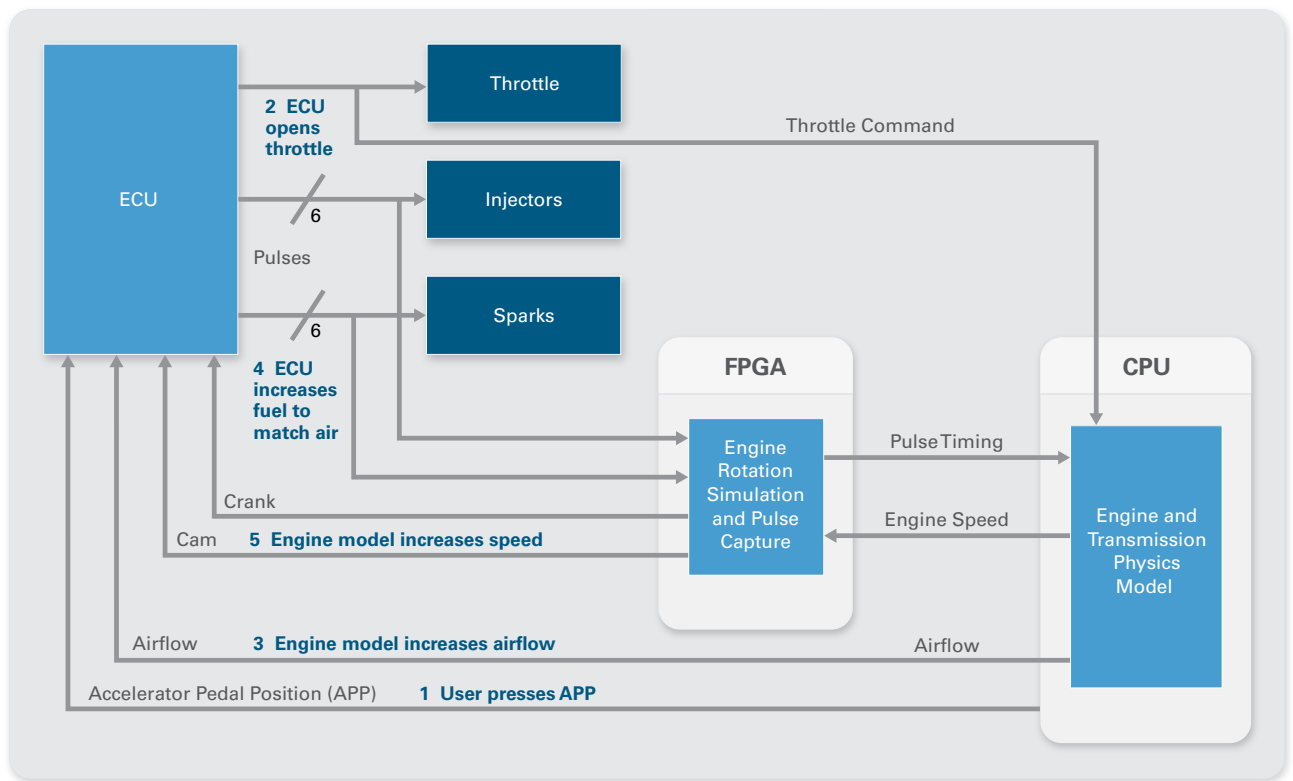 ECU
2 ECU
opens
throttle
Throttle
Throttle Command
6
Injectors
Pulses
6
Sparks
4 ECU
increases
fuel to
match air
FPGA
CPU
Engine
Rotation
Simulation
and Pulse
Capture
Pulse Timing
Engine Speed
Engine and
Transmission
Physics
Model
Crank
Cam 5 Engine model increases speed
Airflow 3 Engine model increases airflow
Airflow
Accelerator Pedal Position (APP) 1 User presses APP